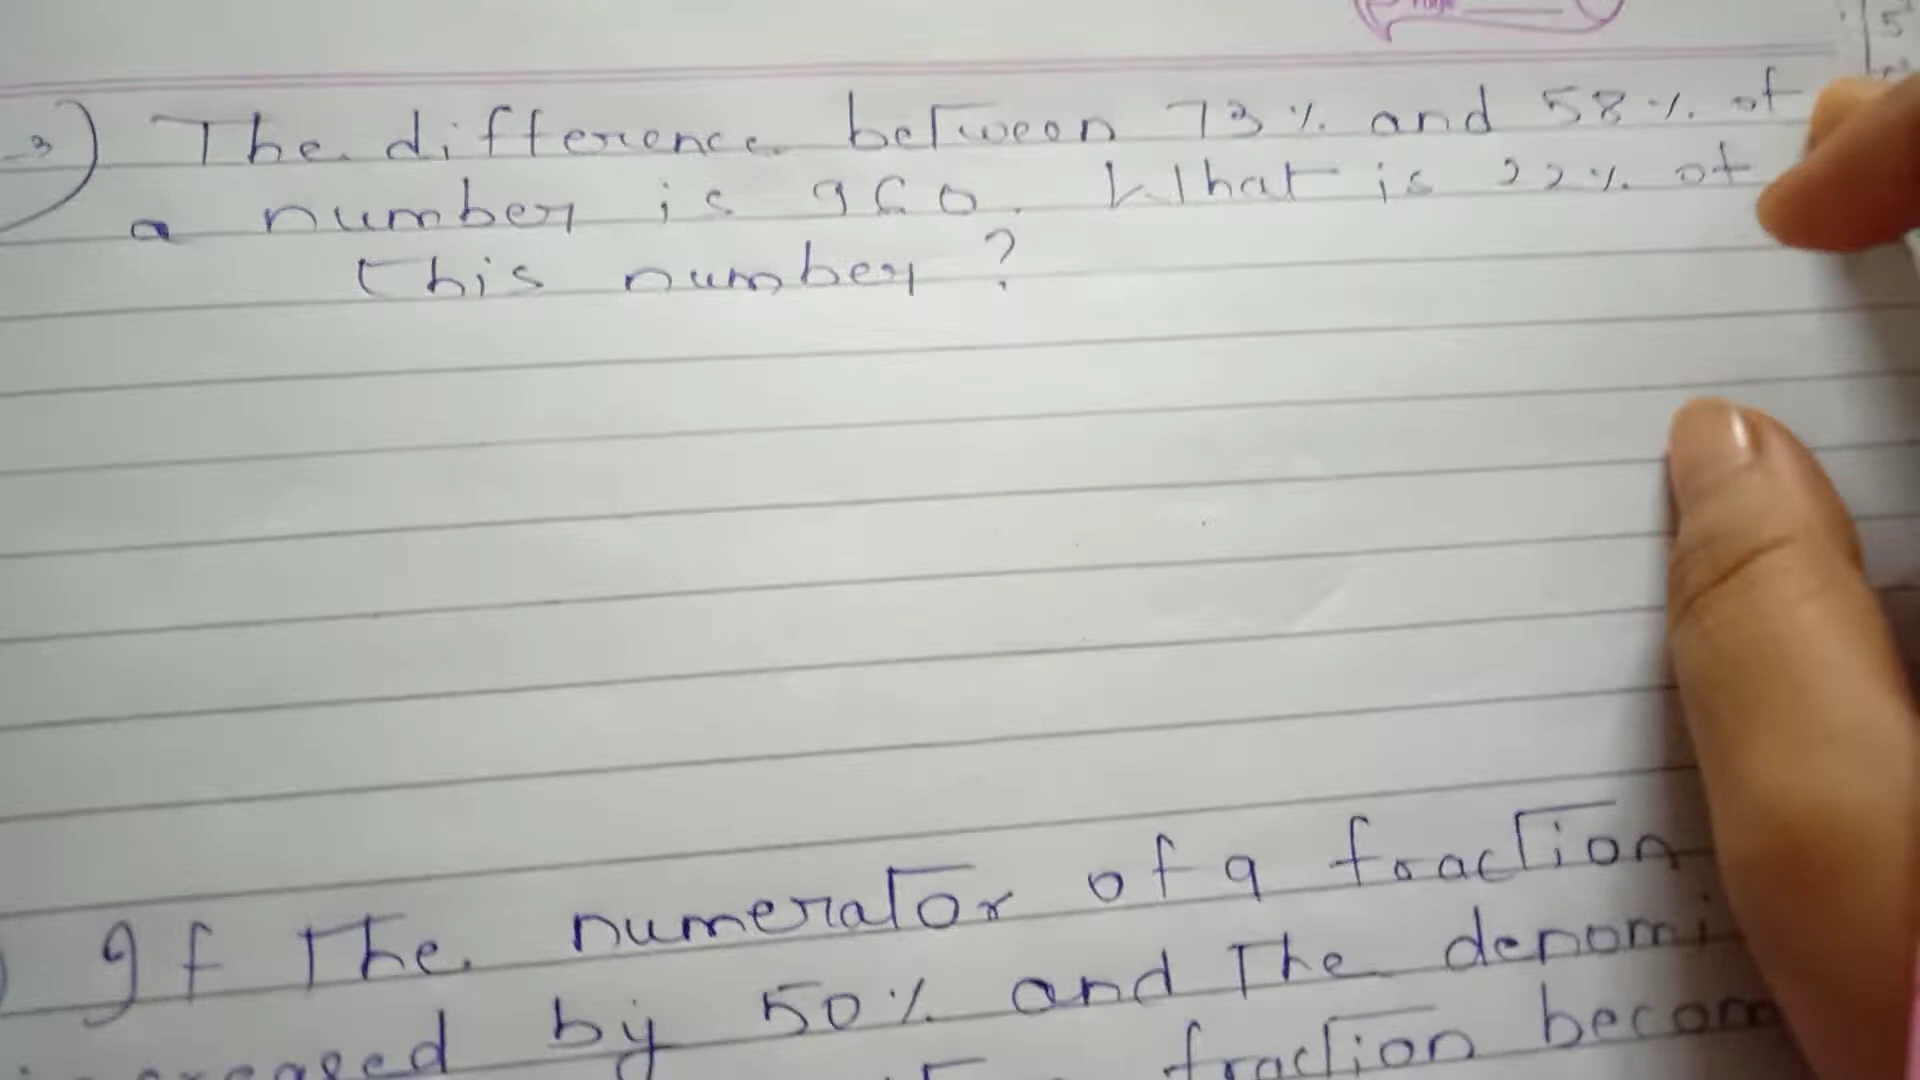 3) The difference between 73% and 58% of
a number is 960. What is 22% of
this number ?
If The numerator of a fraction
by 50% and The denomi
fraction becom